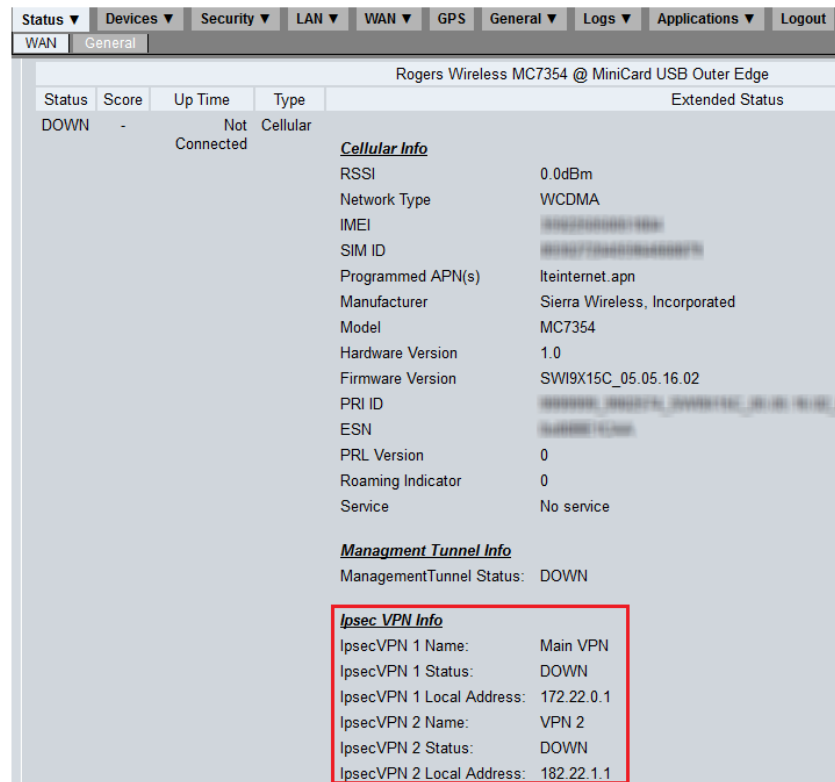 Status ▼ Devices ▼ Security ▼ LAN ▼ WAN ▼ GPS General ▼ Logs ▼ Applications ▼ Logout
WAN General
Rogers Wireless MC7354 @ MiniCard USB Outer Edge
Status Score Up Time Type Extended Status
DOWN - Not Connected Cellular
Cellular Info
RSSI 0.0dBm
Network Type WCDMA
IMEI
SIM ID
Programmed APN(s) lteinternet.apn
Manufacturer Sierra Wireless, Incorporated
Model MC7354
Hardware Version 1.0
Firmware Version SWI9X15C_05.05.16.02
PRI ID
ESN
PRL Version 0
Roaming Indicator 0
Service No service
Managment Tunnel Info
ManagementTunnel Status: DOWN
Ipsec VPN Info
IpsecVPN 1 Name: Main VPN
IpsecVPN 1 Status: DOWN
IpsecVPN 1 Local Address: 172.22.0.1
IpsecVPN 2 Name: VPN 2
IpsecVPN 2 Status: DOWN
IpsecVPN 2 Local Address: 182.22.1.1